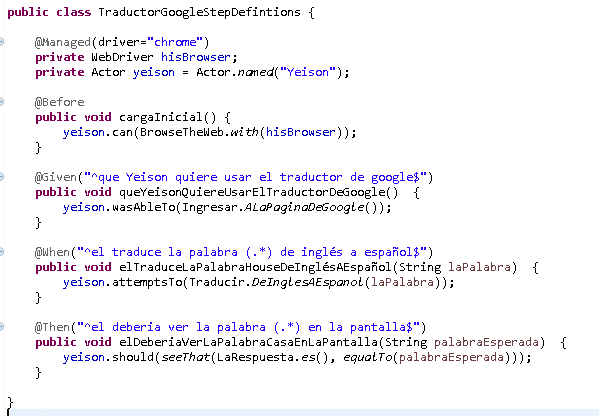 public class TraductorGoogleStepDefintions {
@Managed(driver="chrome")
private WebDriver hisBrowser;
private Actor yeison = Actor.named("Yeison");
@Before
public void cargaInicial() {
yeison.can(BrowseTheWeb.with(hisBrowser));
}
@Given("^que Yeison quiere usar el traductor de google$")
public void queYeisonQuiereUsarElTraductorDeGoogle()  {
yeison.wasAbleTo(Ingresar.ALaPaginaDeGoogle());
}
@When("^el traduce la palabra (.*) de inglés a español$")
public void elTraduceLaPalabraHouseDeInglésAEspañol(String laPalabra)  {
yeison.attemptsTo(Traducir.DeInglesAEspanol(laPalabra));
}
@Then("^el deberia ver la palabra (.*) en la pantalla$")
public void elDeberiaVerLaPalabraCasaEnLaPantalla(String palabraEsperada)  {
yeison.should(seeThat(LaRespuesta.es(), equalTo(palabraEsperada)));
}
}